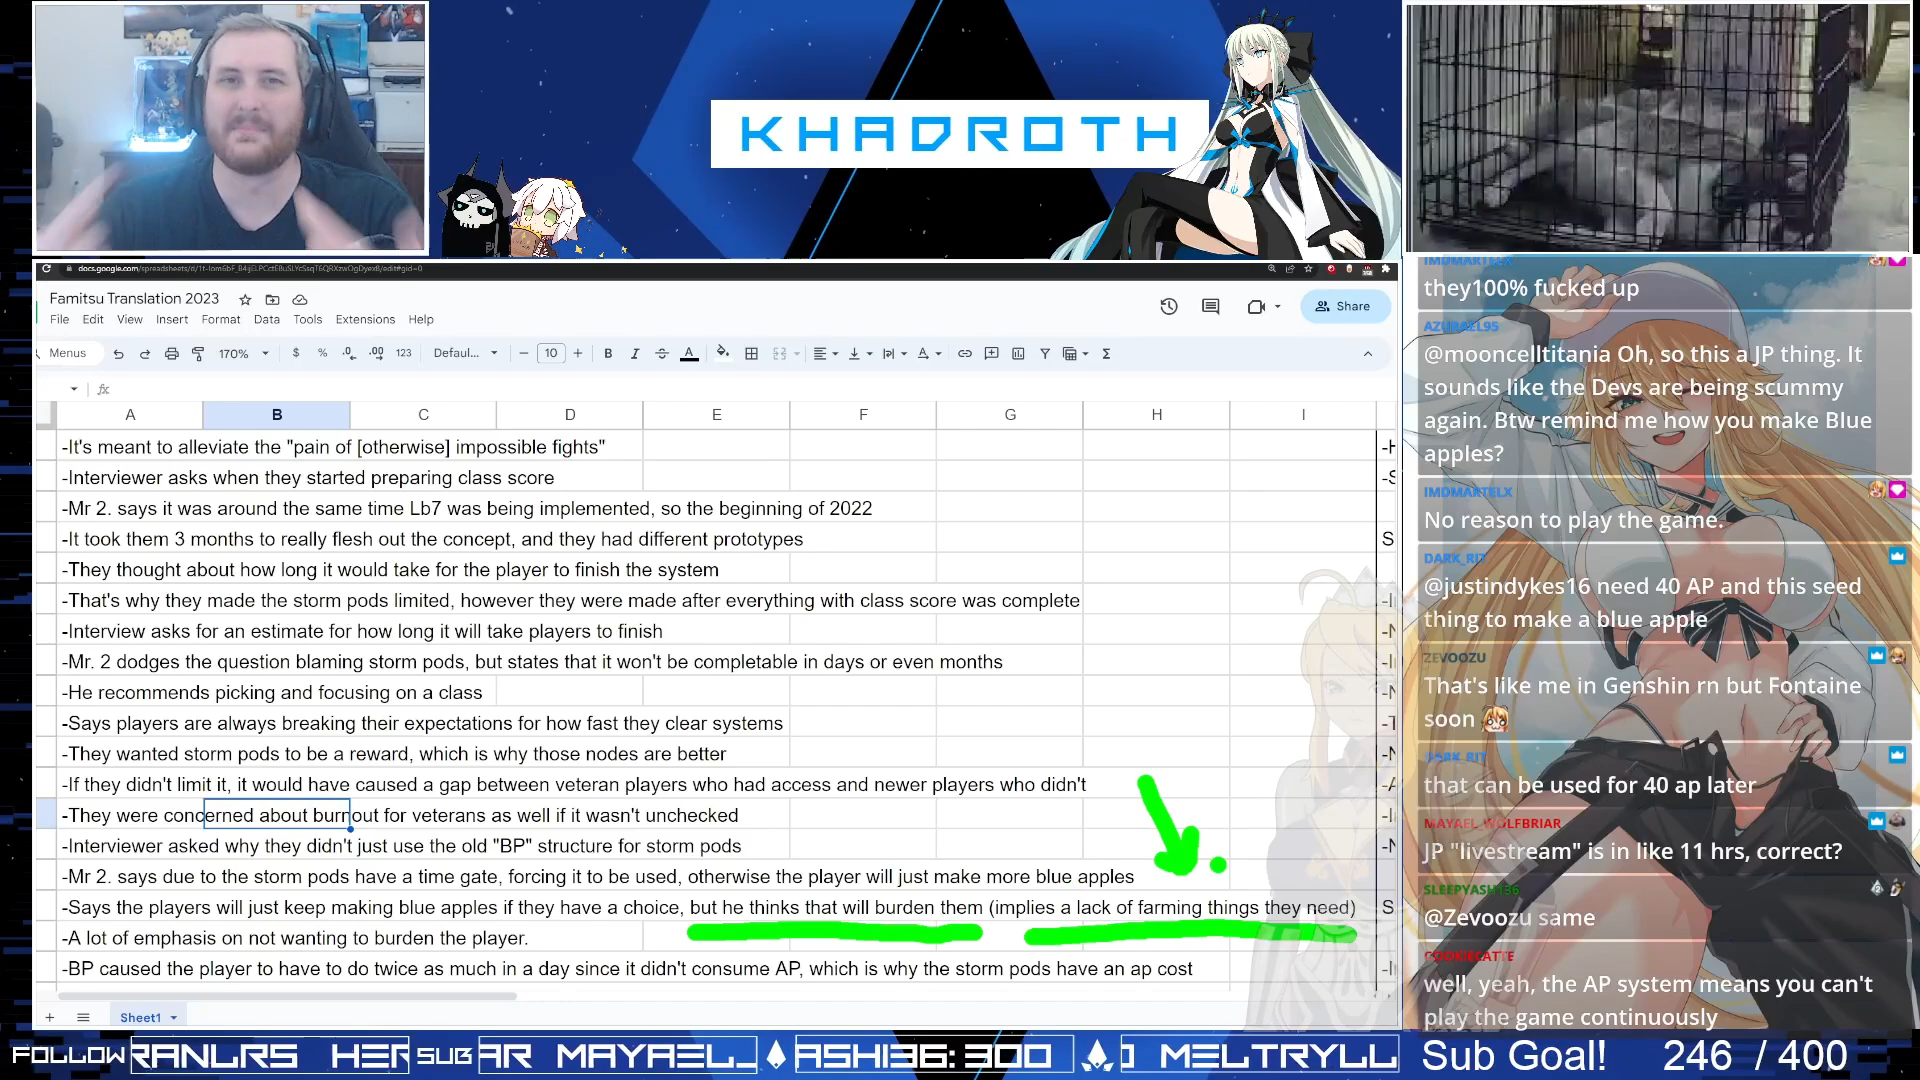 KHADROTH
docs.google.com
Famitsu Translation 2023
Share
File Edit View Insert Format Data Tools Extensions Help
Menus 170% $ % .0 .00 123 Defaul... 10 B I A
fx
A B C D E F G H I
-It's meant to alleviate the "pain of [otherwise] impossible fights"
-Interviewer asks when they started preparing class score
-Mr 2. says it was around the same time Lb7 was being implemented, so the beginning of 2022
-It took them 3 months to really flesh out the concept, and they had different prototypes
-They thought about how long it would take for the player to finish the system
-That's why they made the storm pods limited, however they were made after everything with class score was complete
-Interview asks for an estimate for how long it will take players to finish
-Mr. 2 dodges the question blaming storm pods, but states that it won't be completable in days or even months
-He recommends picking and focusing on a class
-Says players are always breaking their expectations for how fast they clear systems
-They wanted storm pods to be a reward, which is why those nodes are better
-If they didn't limit it, it would have caused a gap between veteran players who had access and newer players who didn't
-They were concerned about burnout for veterans as well if it wasn't unchecked
-Interviewer asked why they didn't just use the old "BP" structure for storm pods
-Mr 2. says due to the storm pods have a time gate, forcing it to be used, otherwise the player will just make more blue apples
-Says the players will just keep making blue apples if they have a choice, but he thinks that will burden them (implies a lack of farming things they need)
-A lot of emphasis on not wanting to burden the player.
-BP caused the player to have to do twice as much in a day since it didn't consume AP, which is why the storm pods have an ap cost
Sheet1
IMDMARTELX
they100% fucked up
AZURAEL95
@mooncelltitania Oh, so this a JP thing. It
sounds like the Devs are being scummy
again. Btw remind me how you make Blue
apples?
IMDMARTELX
No reason to play the game.
DARK_RIT
@justindykes16 need 40 AP and this seed
thing to make a blue apple
ZEVOOZU
That's like me in Genshin rn but Fontaine
soon
DARK_RIT
that can be used for 40 ap later
MAYAEL_WOLFBRIAR
JP "livestream" is in like 11 hrs, correct?
SLEEPYASH136
@Zevoozu same
COOKIECATTE
well, yeah, the AP system means you can't
play the game continuously
FOLLOW RANLRS HER SUB AR MAYAEL_ ASH136: 300 MELTRYLL Sub Goal! 246 / 400